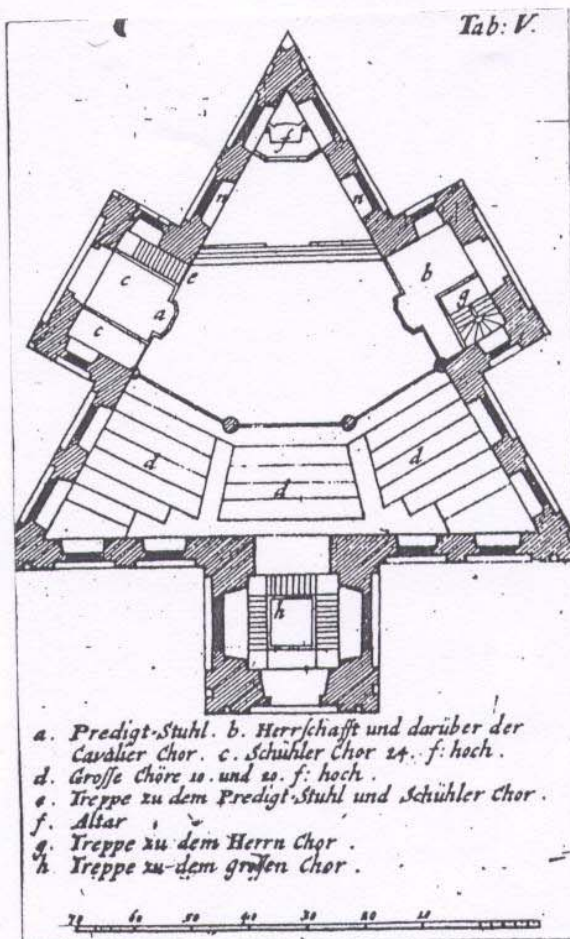 Tab: V.
f
n n
e
c b
a g
c
d d
d
h
a. Predigt-Stuhl. b. Herrschafft und darüber der
Cavalier Chor. c. Schühler Chor 24. f: hoch.
d. Grosse Chöre 10. und 20. f: hoch.
e. Treppe zu dem Predigt-Stuhl und Schühler Chor.
f. Altar
g. Treppe zu dem Herrn Chor.
h Treppe zu dem grossen Chor.
70 60 50 40 30 20 10